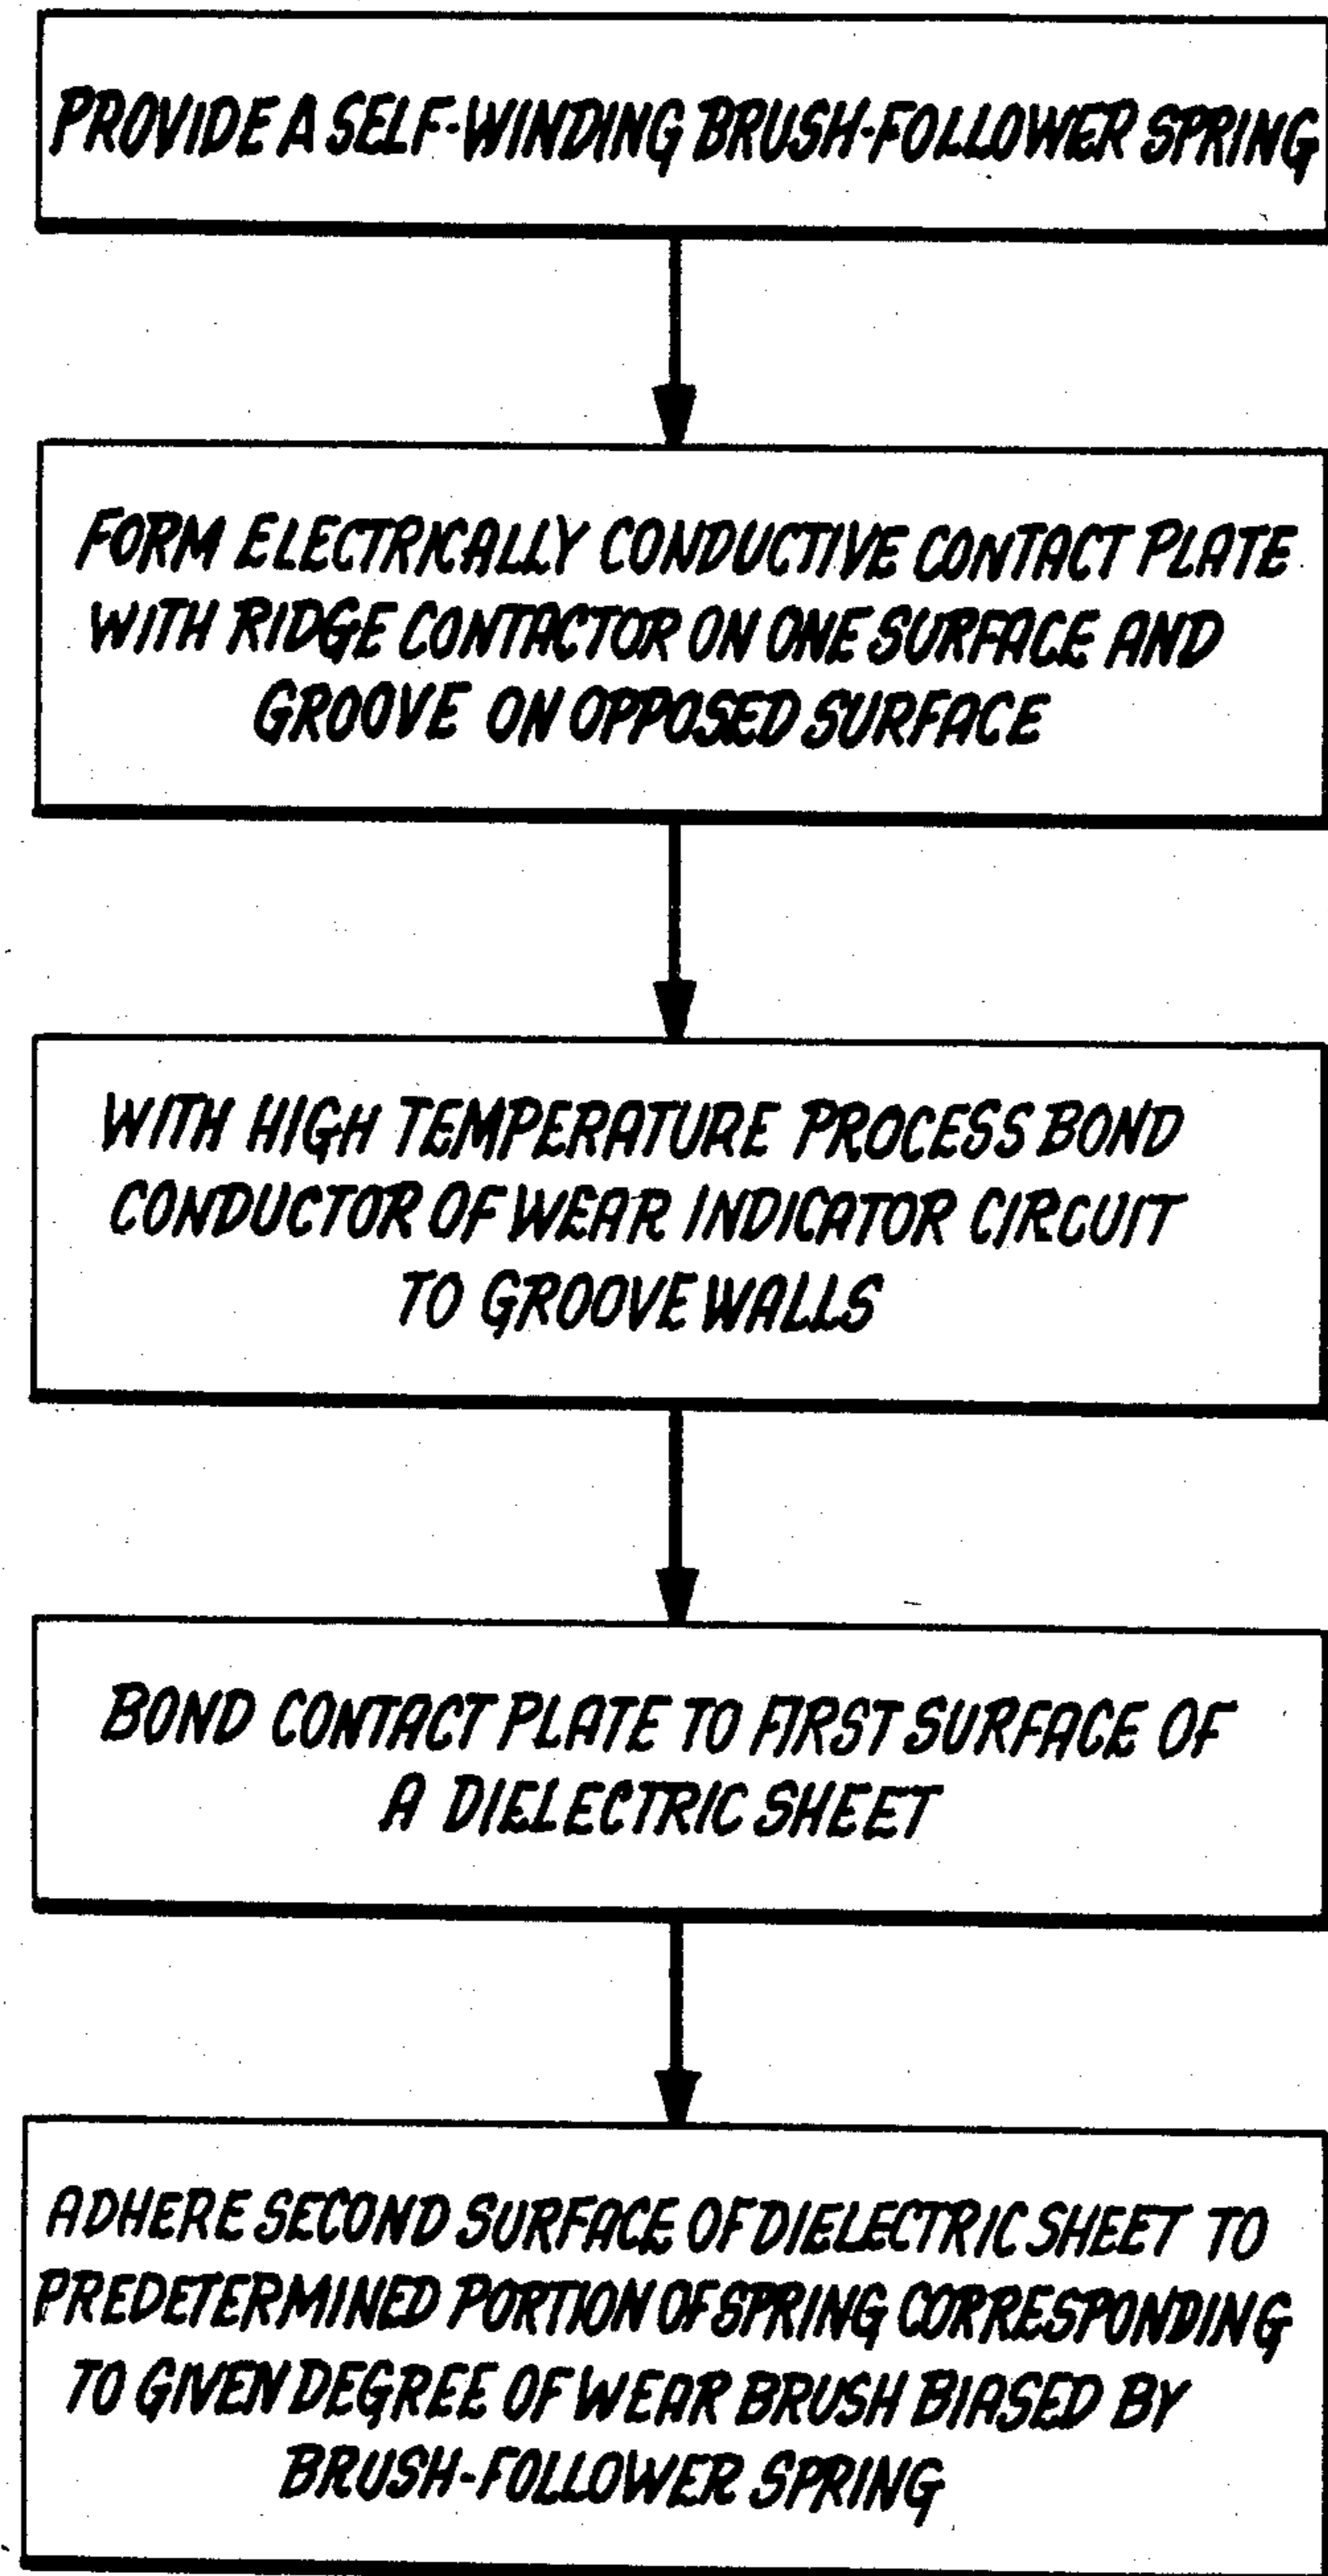 PROVIDE A SELF-WINDING BRUSH-FOLLOWER SPRING
FORM ELECTRICALLY CONDUCTIVE CONTACT PLATE
WITH RIDGE CONTACTOR ON ONE SURFACE AND
GROOVE ON OPPOSED SURFACE
WITH HIGH TEMPERATURE PROCESS BOND
CONDUCTOR OF WEAR INDICATOR CIRCUIT
TO GROOVE WALLS
BOND CONTACT PLATE TO FIRST SURFACE OF
A DIELECTRIC SHEET
ADHERE SECOND SURFACE OF DIELECTRIC SHEET TO
PREDETERMINED PORTION OF SPRING CORRESPONDING
TO GIVEN DEGREE OF WEAR BRUSH BIASED BY
BRUSH-FOLLOWER SPRING